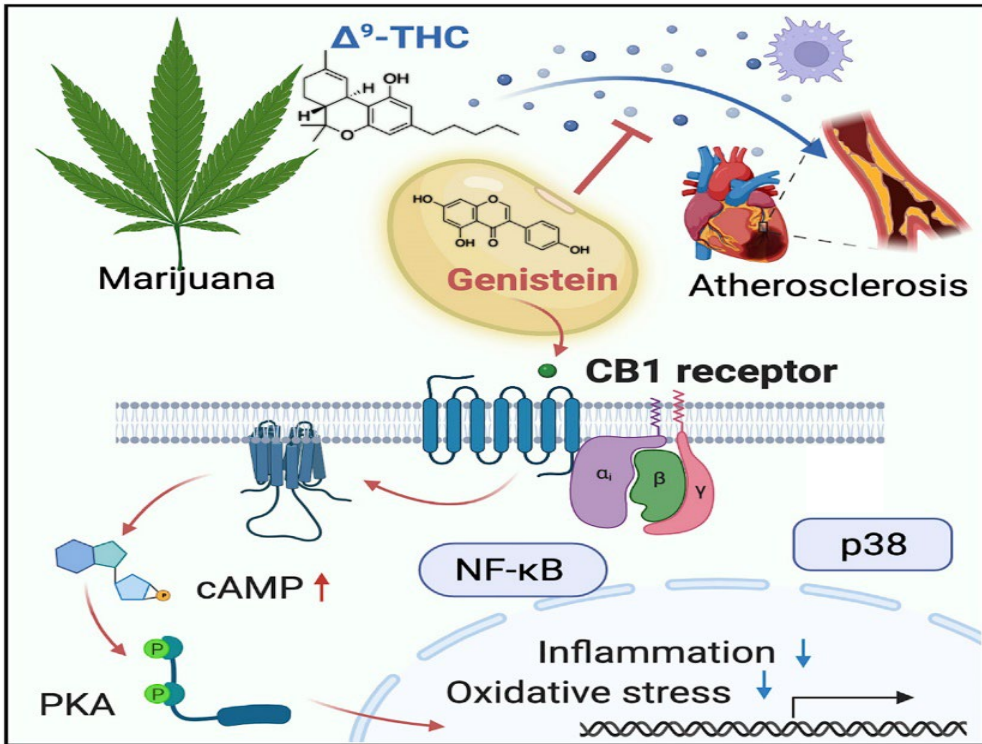 Δ⁹-THC
OH
H
H
O
Marijuana
HO
O
OH
O
OH
Genistein
Atherosclerosis
CB1 receptor
αi
β
γ
NF-κB
p38
cAMP
P
PKA
P
P
Inflammation
Oxidative stress